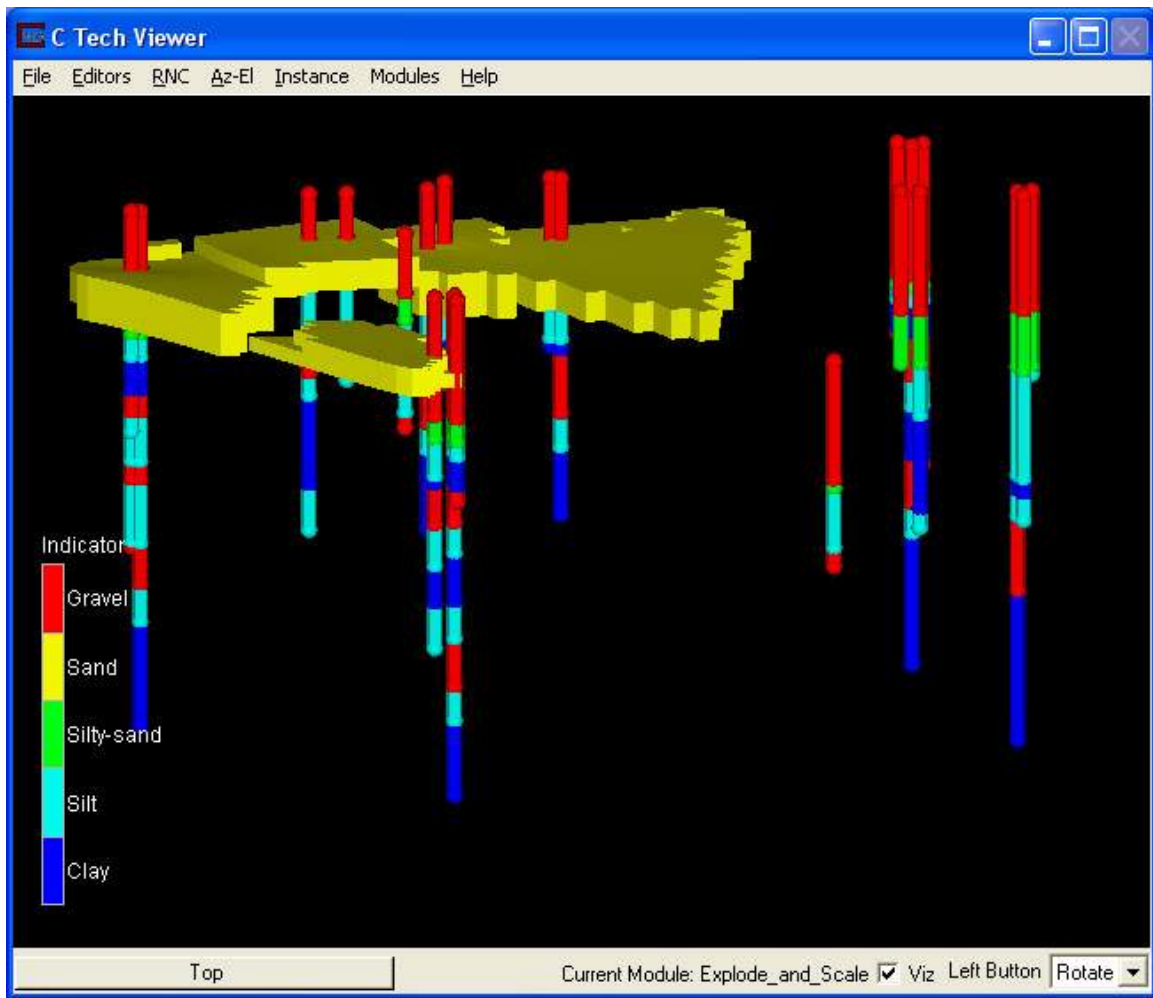 C Tech Viewer
File Editors RNC Az-El Instance Modules Help
Indicator
Gravel
Sand
Silty-sand
Silt
Clay
Top Current Module: Explode_and_Scale Viz Left Button Rotate